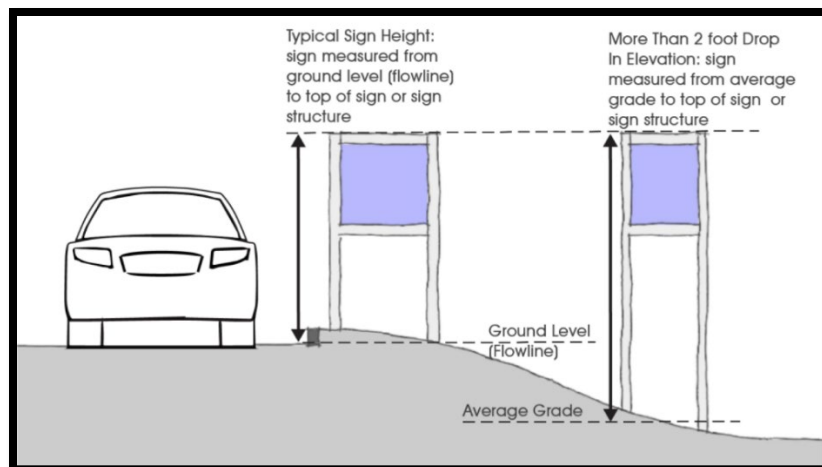 Typical Sign Height:
sign measured from
ground level (flowline)
to top of sign or sign
structure
More Than 2 foot Drop
In Elevation: sign
measured from average
grade to top of sign or
sign structure
Ground Level
(Flowline)
Average Grade